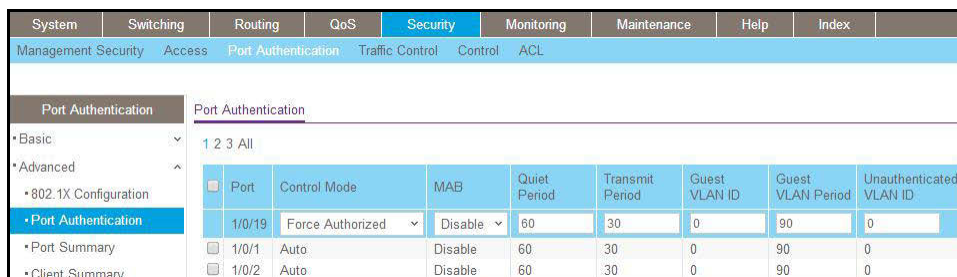 System Switching Routing QoS Security Monitoring Maintenance Help Index
Management Security Access Port Authentication Traffic Control Control ACL
Port Authentication
Basic
Advanced
802.1X Configuration
Port Authentication
Port Summary
Client Summary
Port Authentication
1 2 3 All
Port Control Mode MAB Quiet Period Transmit Period Guest VLAN ID Guest VLAN Period Unauthenticated VLAN ID
1/0/19 Force Authorized Disable 60 30 0 90 0
1/0/1 Auto Disable 60 30 0 90 0
1/0/2 Auto Disable 60 30 0 90 0